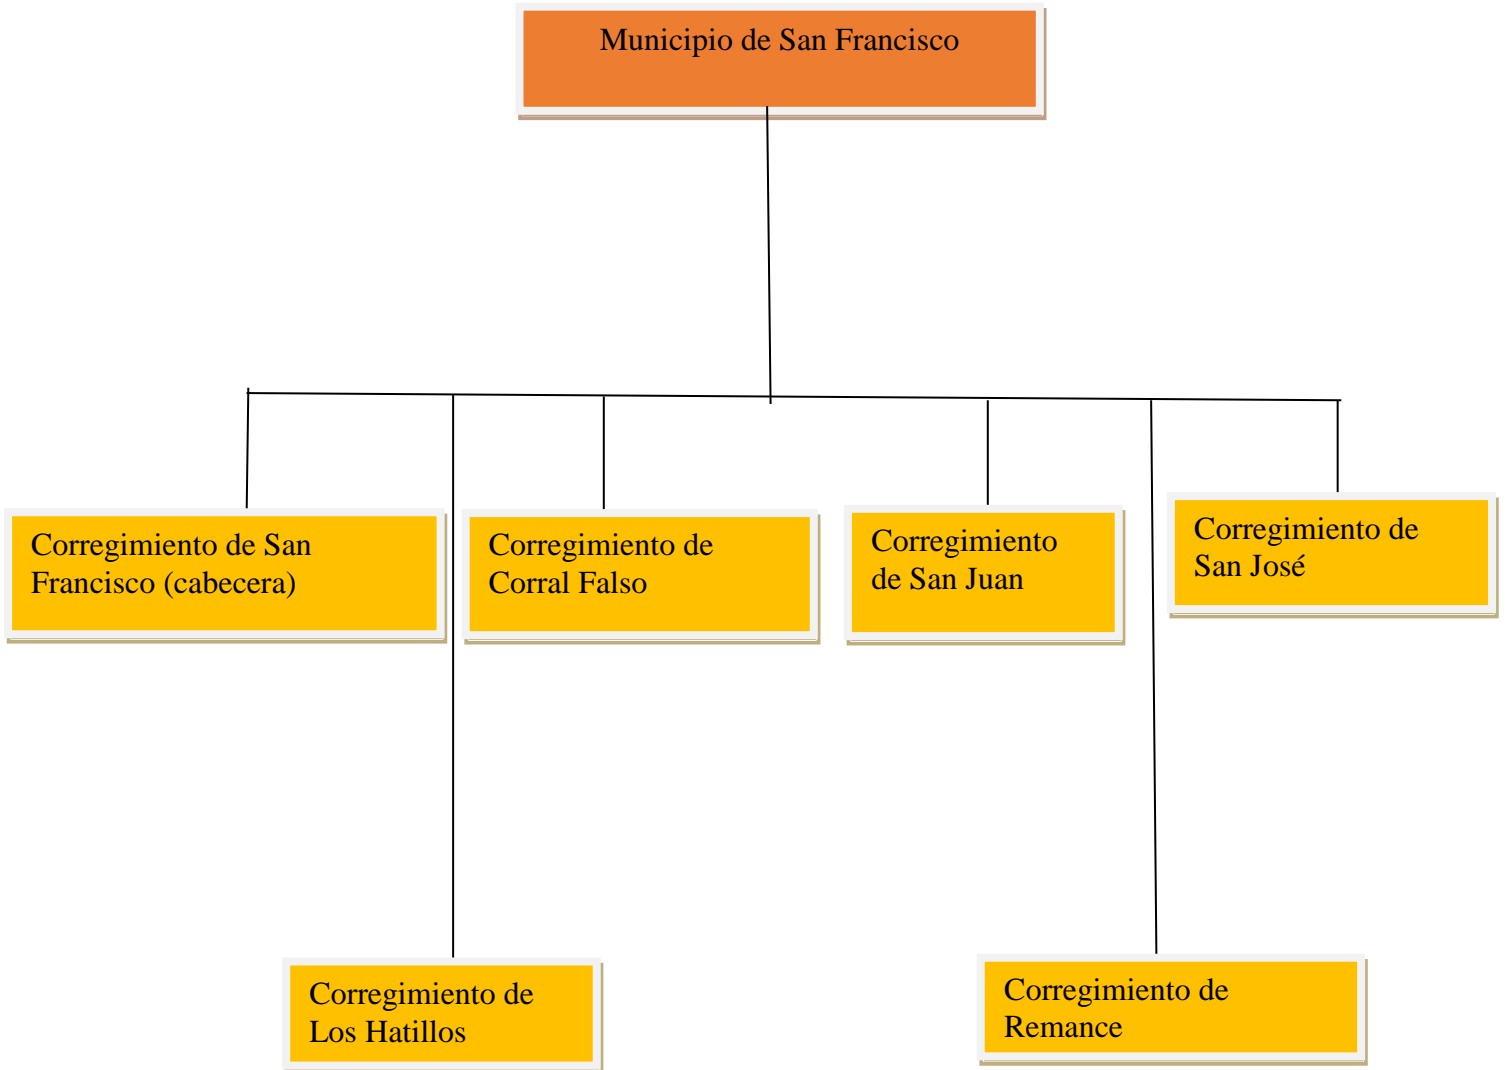 Municipio de San Francisco
Corregimiento de San
Francisco (cabecera)
Corregimiento de
Corral Falso
Corregimiento
de San Juan
Corregimiento de
San José
Corregimiento de
Los Hatillos
Corregimiento de
Remance